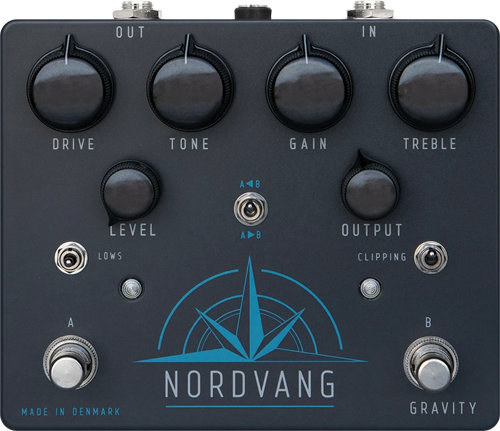 OUT IN
DRIVE TONE GAIN TREBLE
A◀B
LEVEL A▶B OUTPUT
LOWS CLIPPING
A B
NORDVANG
MADE IN DENMARK GRAVITY